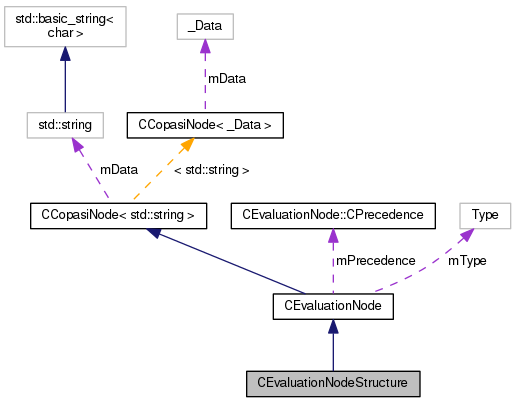 std::basic_string<
char >
_Data
mData
std::string
CCopasiNode< _Data >
mData
< std::string >
CCopasiNode< std::string >
CEvaluationNode::CPrecedence
Type
mPrecedence
mType
CEvaluationNode
CEvaluationNodeStructure